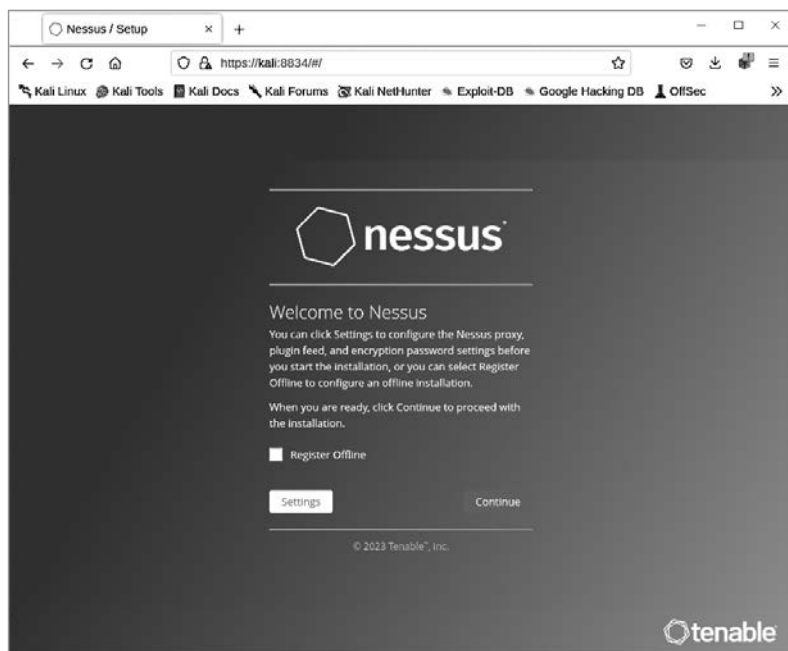 Nessus / Setup
https://kali:8834/#/
Kali Linux Kali Tools Kali Docs Kali Forums Kali NetHunter Exploit-DB Google Hacking DB OffSec
nessus
Welcome to Nessus
You can click Settings to configure the Nessus proxy,
plugin feed, and encryption password settings before
you start the installation, or you can select Register
Offline to configure an offline installation.
When you are ready, click Continue to proceed with
the installation.
Register Offline
Settings Continue
© 2023 Tenable™, Inc.
tenable